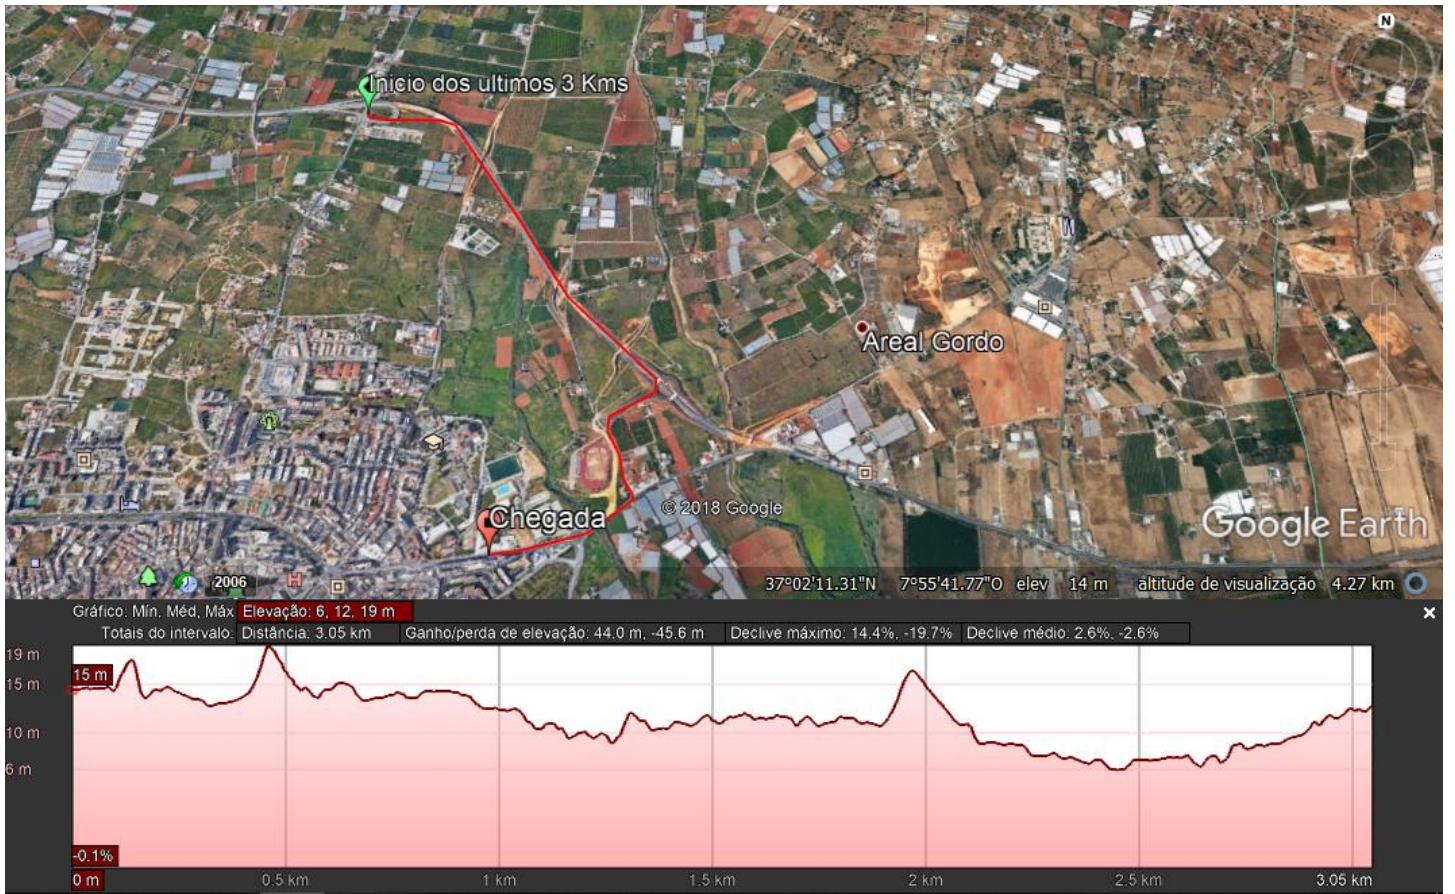 N
Inicio dos ultimos 3 Kms
Areal Gordo
Chegada
© 2018 Google
Google Earth
H
2006
37°02'11.31"N 7°55'41.77"O elev 14 m altitude de visualização 4.27 km
Gráfico: Mín, Méd, Máx Elevação: 6, 12, 19 m
Totais do intervalo: Distância: 3.05 km Ganho/perda de elevação: 44.0 m, -45.6 m Declive máximo: 14.4%, -19.7% Declive médio: 2.6%, -2.6%
19 m
15 m
15 m
10 m
6 m
-0.1%
0 m 0.5 km 1 km 1.5 km 2 km 2.5 km 3.05 km